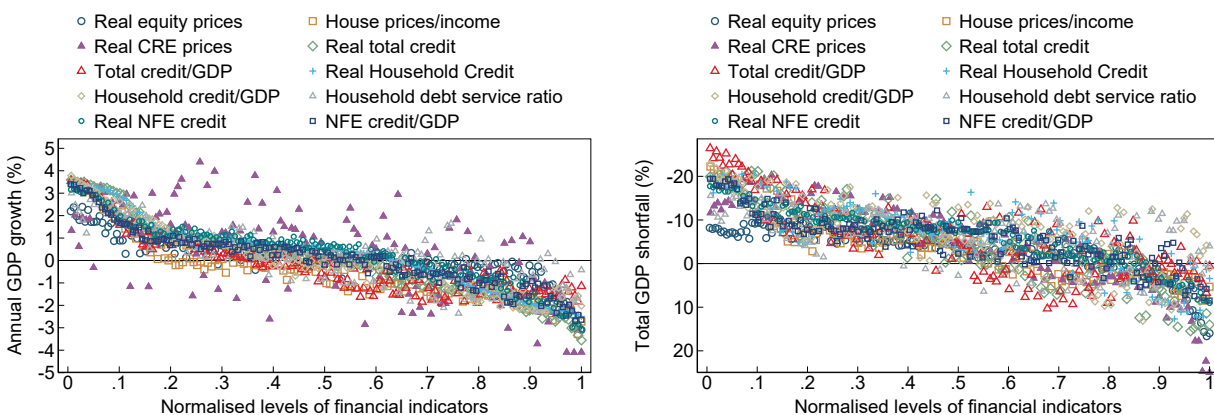 Real equity prices House prices/income
Real CRE prices Real total credit
Total credit/GDP Real Household Credit
Household credit/GDP Household debt service ratio
Real NFE credit NFE credit/GDP
Annual GDP growth (%)
5
4
3
2
1
0
-1
-2
-3
-4
-5
0 .1 .2 .3 .4 .5 .6 .7 .8 .9 1
Normalised levels of financial indicators
Real equity prices House prices/income
Real CRE prices Real total credit
Total credit/GDP Real Household Credit
Household credit/GDP Household debt service ratio
Real NFE credit NFE credit/GDP
Total GDP shortfall (%)
-20
-10
0
10
20
0 .1 .2 .3 .4 .5 .6 .7 .8 .9 1
Normalised levels of financial indicators